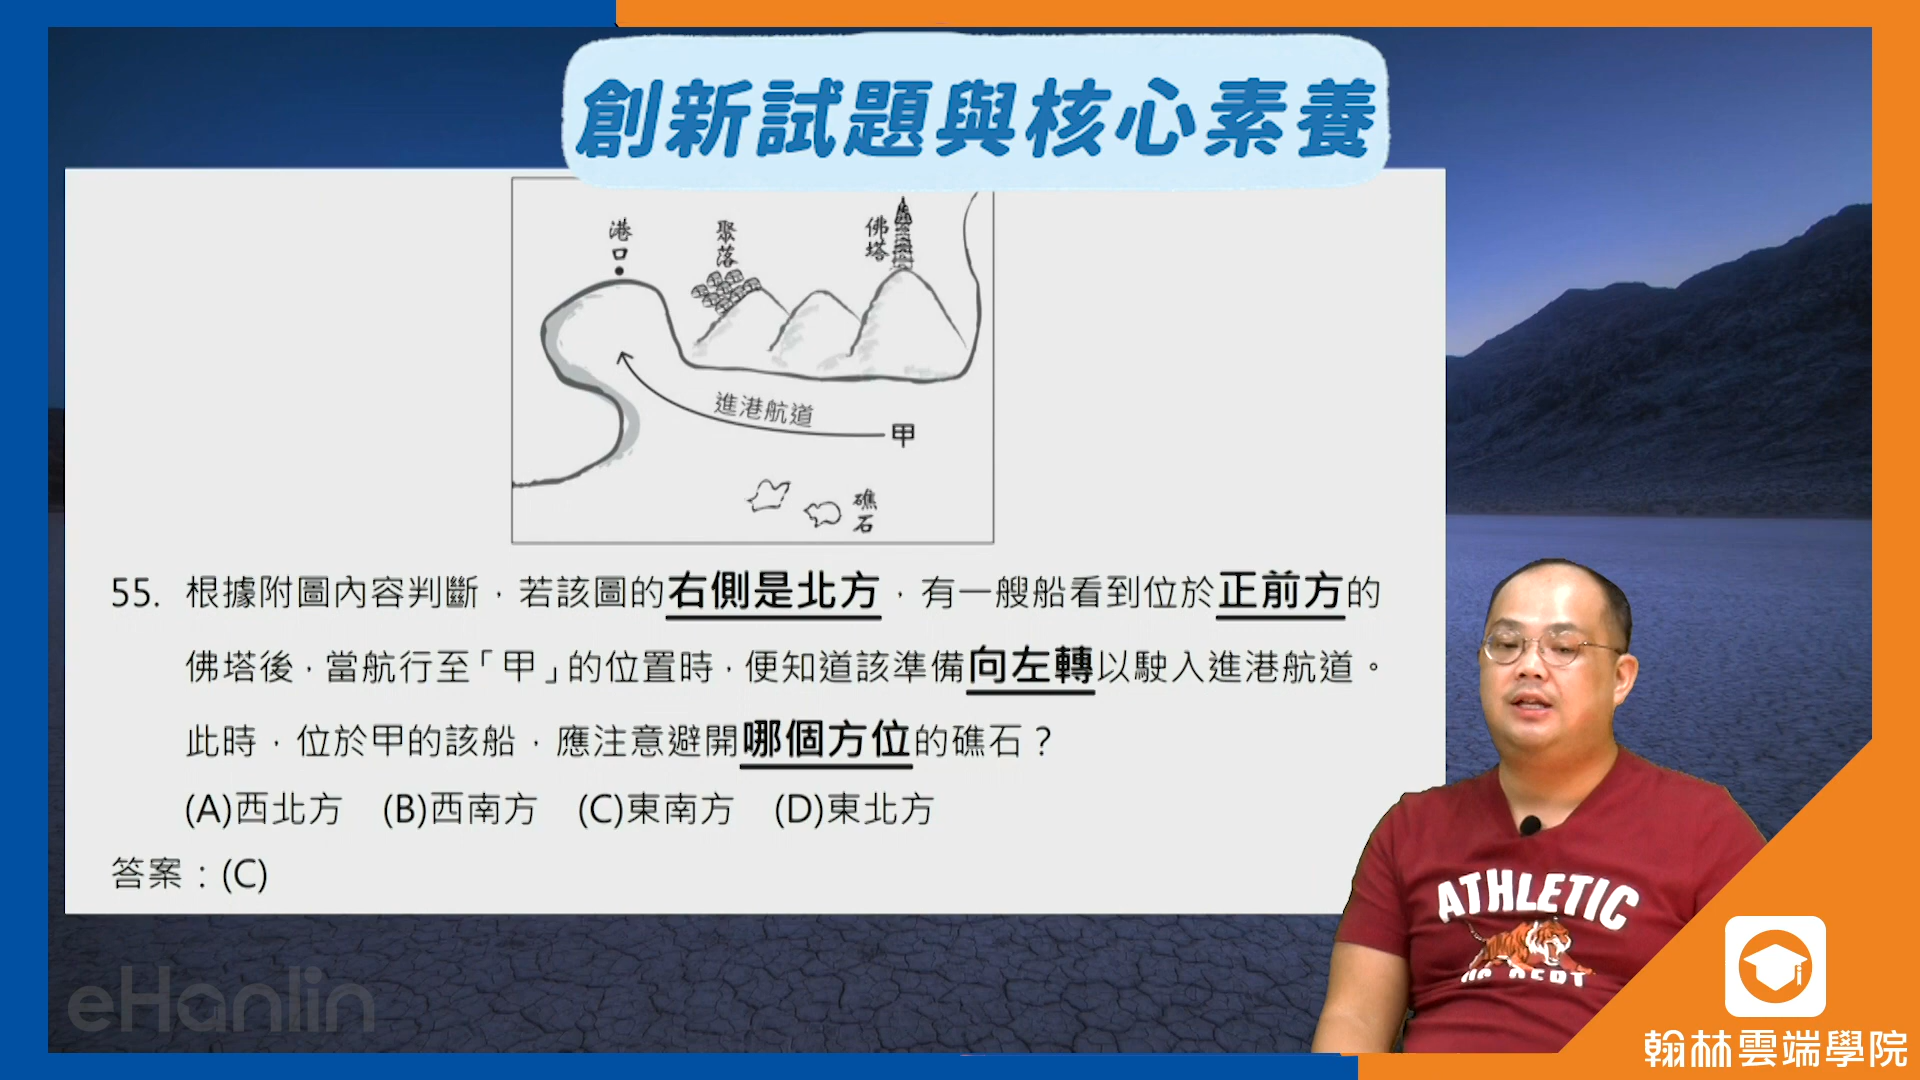 創新試題與核心素養
港口
聚落
佛塔
進港航道
甲
礁石
55. 根據附圖內容判斷，若該圖的右側是北方，有一艘船看到位於正前方的
佛塔後，當航行至「甲」的位置時，便知道該準備向左轉以駛入進港航道。
此時，位於甲的該船，應注意避開哪個方位的礁石？
(A)西北方 (B)西南方 (C)東南方 (D)東北方
答案：(C)
ATHLETIC
eHanlin
翰林雲端學院